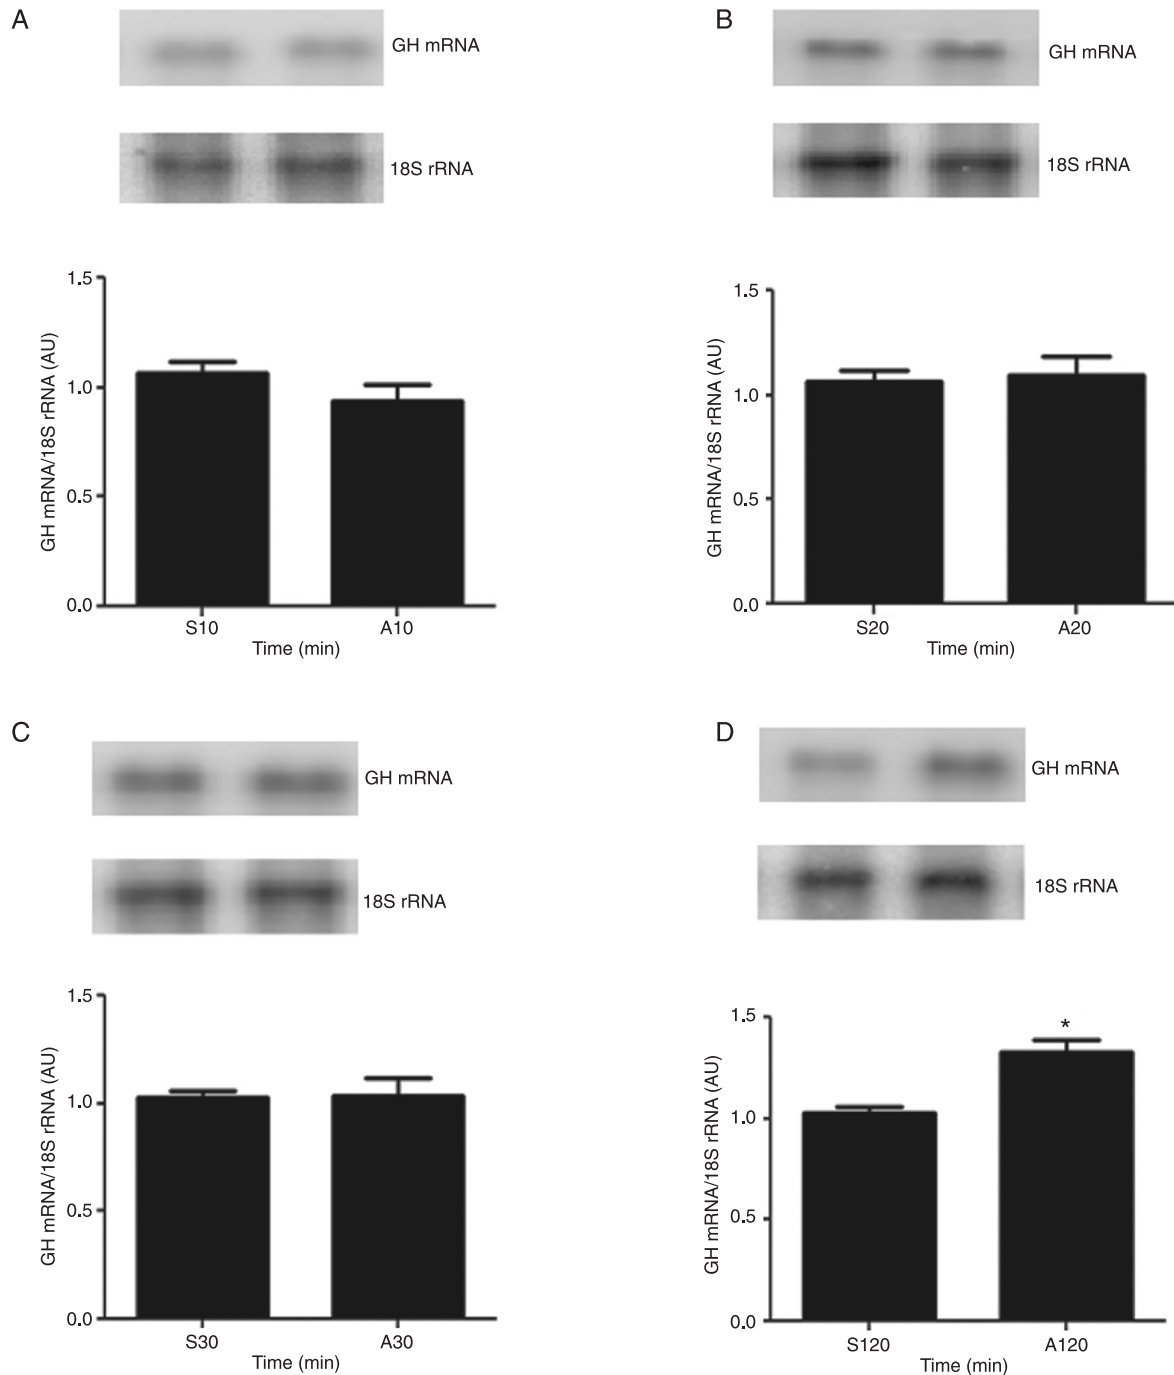 A
GH mRNA
18S rRNA
1.5
1.0
0.5
0.0
GH mRNA/18S rRNA (AU)
S10 A10
Time (min)
B
GH mRNA
18S rRNA
1.5
1.0
0.5
0.0
GH mRNA/18S rRNA (AU)
S20 A20
Time (min)
C
GH mRNA
18S rRNA
1.5
1.0
0.5
0.0
GH mRNA/18S rRNA (AU)
S30 A30
Time (min)
D
GH mRNA
18S rRNA
1.5
1.0
0.5
0.0
GH mRNA/18S rRNA (AU)
*
S120 A120
Time (min)